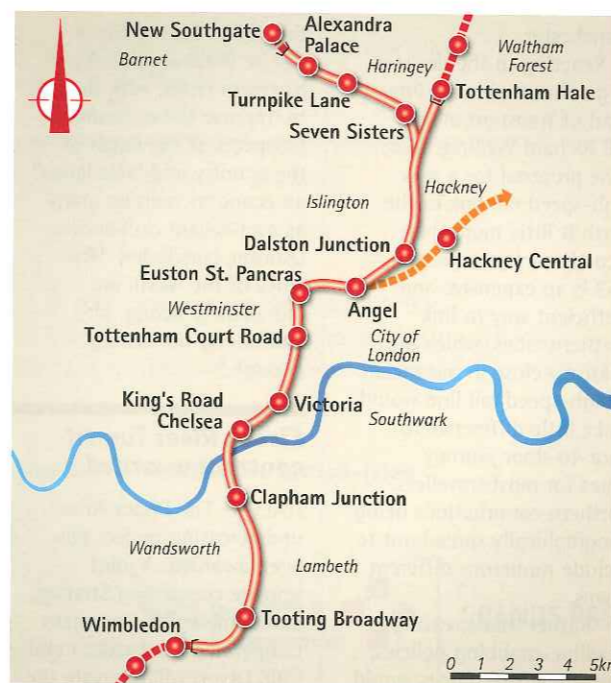 New Southgate
Alexandra
Palace
Barnet
Haringey
Waltham
Forest
Turnpike Lane
Tottenham Hale
Seven Sisters
Hackney
Islington
Dalston Junction
Hackney Central
Euston St. Pancras
Angel
Westminster
Tottenham Court Road
City of
London
King's Road
Chelsea
Victoria
Southwark
Clapham Junction
Wandsworth
Lambeth
Wimbledon
Tooting Broadway
0 1 2 3 4 5km